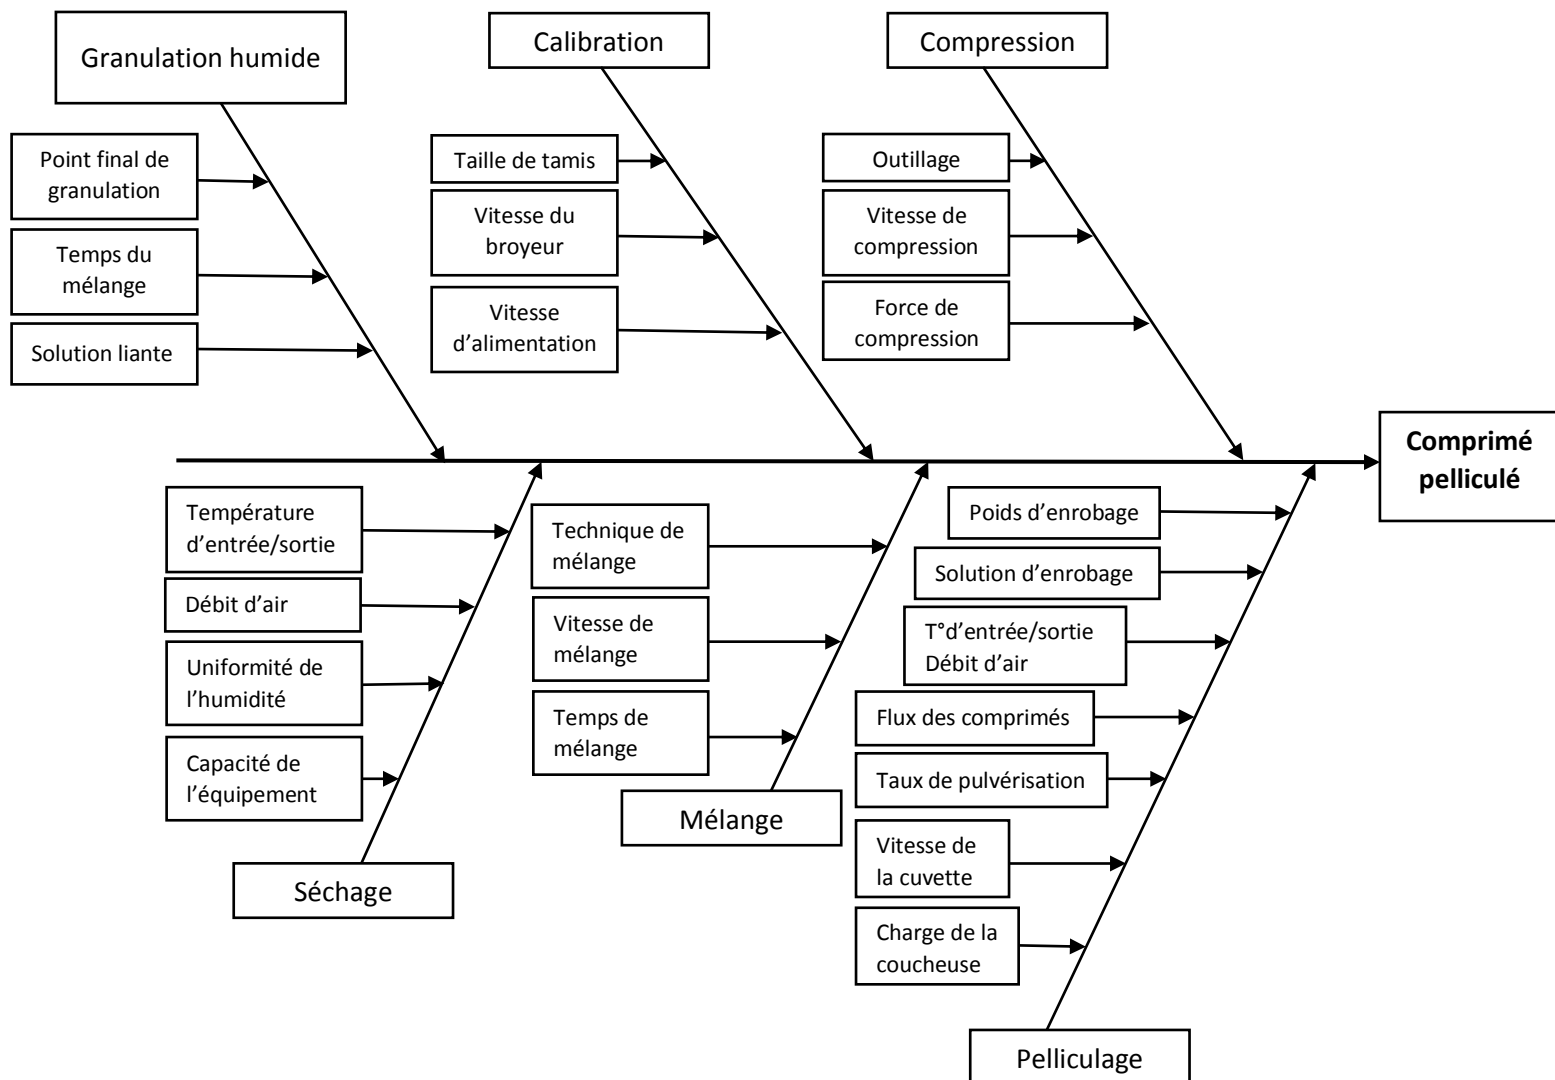 Granulation humide
Point final de
granulation
Temps du
mélange
Solution liante
Calibration
Taille de tamis
Vitesse du
broyeur
Vitesse
d’alimentation
Compression
Outillage
Vitesse de
compression
Force de
compression
Comprimé
pelliculé
Température
d’entrée/sortie
Débit d’air
Uniformité de
l’humidité
Capacité de
l’équipement
Séchage
Technique de
mélange
Vitesse de
mélange
Temps de
mélange
Mélange
Poids d’enrobage
Solution d’enrobage
T°d’entrée/sortie
Débit d’air
Flux des comprimés
Taux de pulvérisation
Vitesse de
la cuvette
Charge de la
coucheuse
Pelliculage